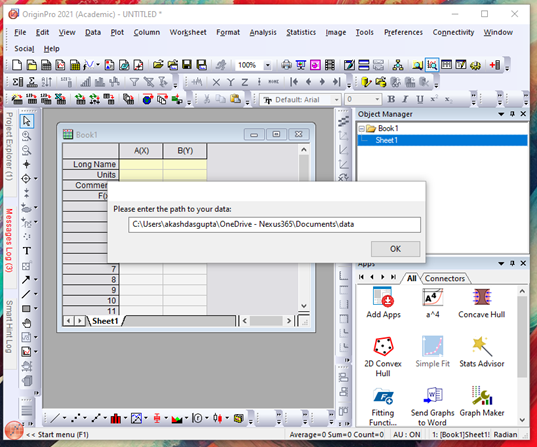 OriginPro 2021 (Academic) - UNTITLED *
File Edit View Data Plot Column Worksheet Format Analysis Statistics Image Tools Preferences Connectivity Window
Social Help
100%
X Y Z
Default: Arial 0 B I U
Project Explorer (1)
Messages Log (3)
Smart Hint Log
Book1
A(X) B(Y)
Long Name
Units
Comme
F(
7
8
9
10
11
Sheet1
Please enter the path to your data:
C:\Users\akashdasgupta\OneDrive - Nexus365\Documents\data
OK
Object Manager
Book1
Sheet1
Apps
All Connectors
Add Apps a^4 Concave Hull
2D Convex Hull Simple Fit Stats Advisor
Fitting Functi... Send Graphs to Word Graph Maker
<< Start menu (F1) Average=0 Sum=0 Count=0 AU : ON 1: [Book1]Sheet1! Radian